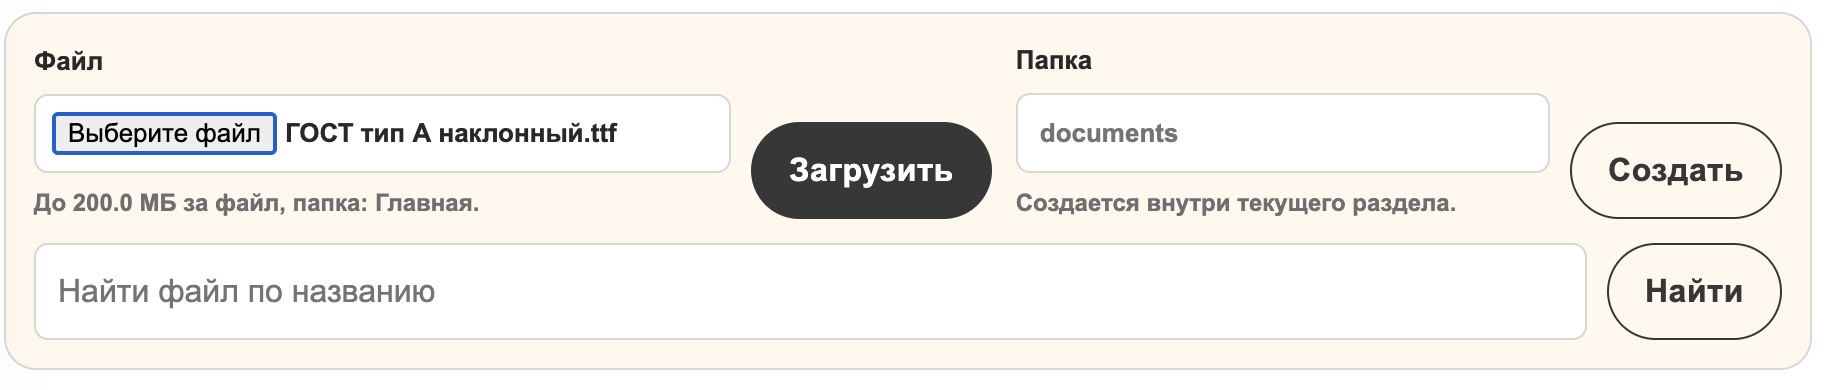 Файл
Выберите файл ГОСТ тип А наклонный.ttf
Загрузить
До 200.0 МБ за файл, папка: Главная.
Папка
documents
Создать
Создается внутри текущего раздела.
Найти файл по названию
Найти